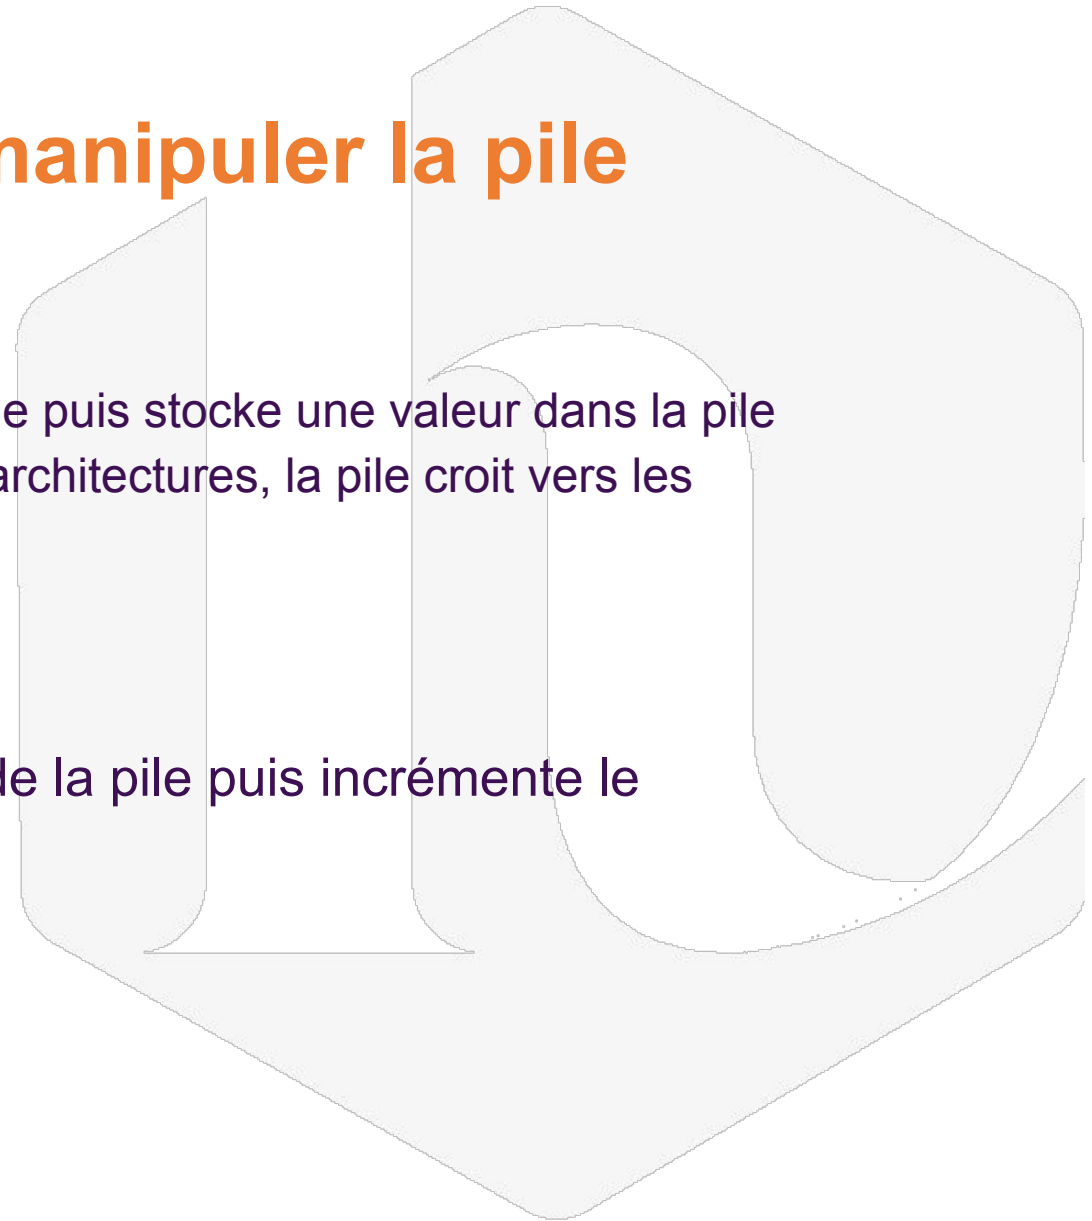 manipuler la pile
e puis stocke une valeur dans la pile
architectures, la pile croit vers les
de la pile puis incrémente le